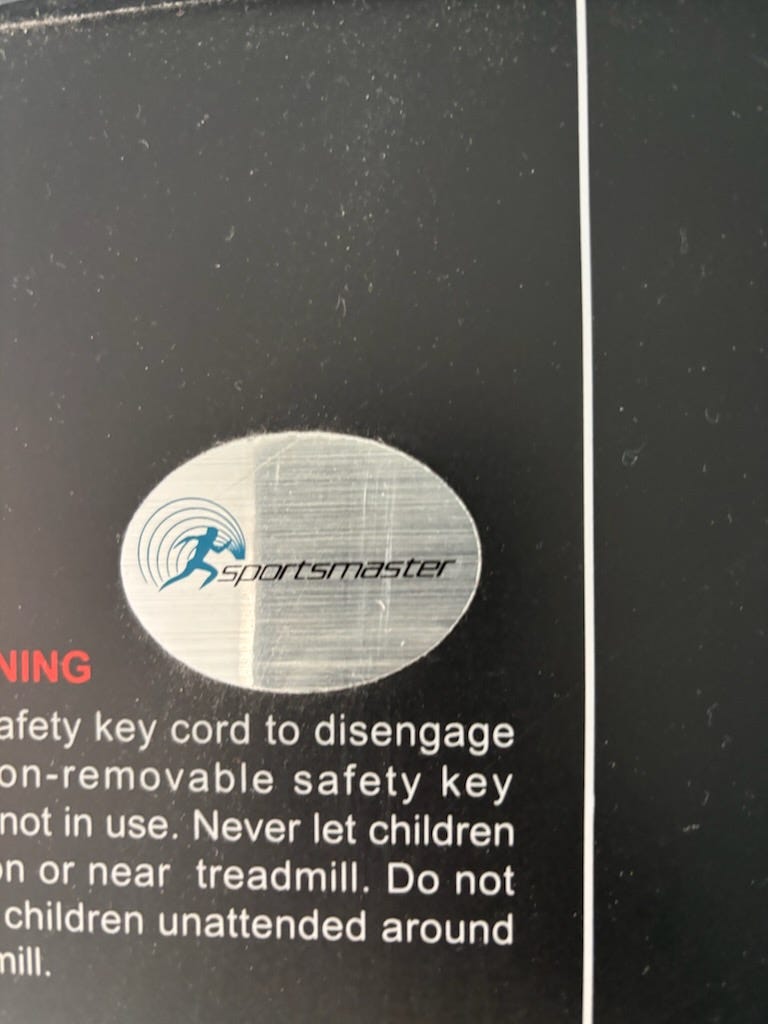 sportsmaster
NING
afety key cord to disengage
on-removable safety key
not in use. Never let children
on or near treadmill. Do not
children unattended around
mill.